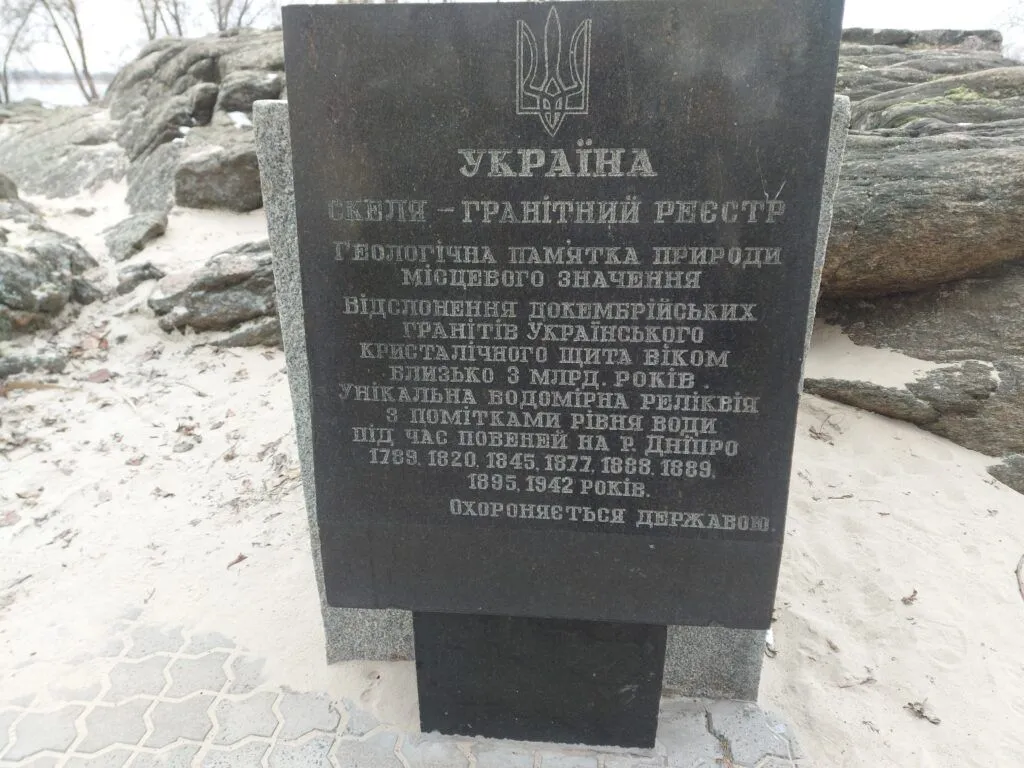 УКРАЇНА
СКЕЛЯ – ГРАНІТНИЙ РЕЄСТР
ГЕОЛОГІЧНА ПАМ'ЯТКА ПРИРОДИ
МІСЦЕВОГО ЗНАЧЕННЯ
ВІДСЛОНЕННЯ ДОКЕМБРІЙСЬКИХ
ГРАНІТІВ УКРАЇНСЬКОГО
КРИСТАЛІЧНОГО ЩИТА ВІКОМ
БЛИЗЬКО 3 МЛРД. РОКІВ.
УНІКАЛЬНА ВОДОМІРНА РЕЛІКВІЯ
З ПОМІТКАМИ РІВНЯ ВОДИ
ПІД ЧАС ПОВЕНЕЙ НА Р. ДНІПРО
1789, 1820, 1845, 1877, 1888, 1889,
1895, 1942 РОКІВ.
ОХОРОНЯЄТЬСЯ ДЕРЖАВОЮ.